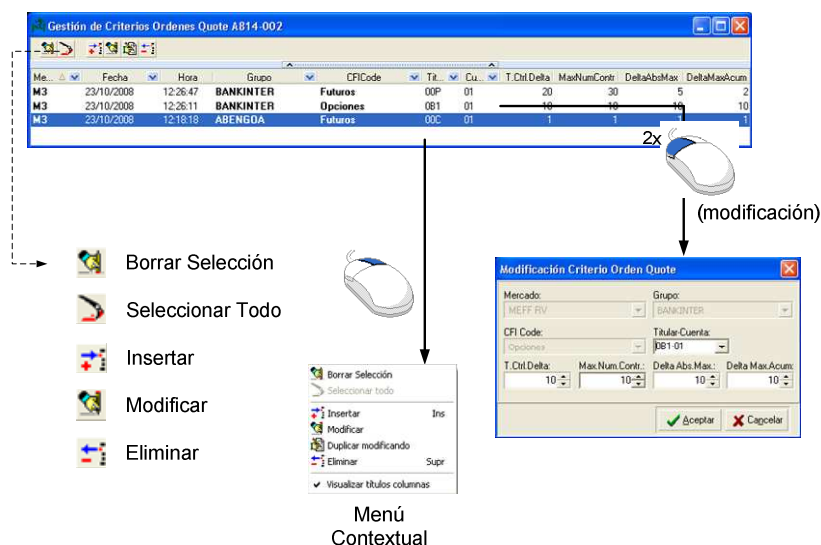 Gestión de Criterios Ordenes Quote A814-002
Me... Fecha Hora Grupo CFICode Tit... Cu... T.Ctrl.Delta MaxNumContr DeltaAbsMax DeltaMaxAcum
M3 23/10/2008 12:26:47 BANKINTER Futuros 00P 01 20 30 5 2
M3 23/10/2008 12:26:11 BANKINTER Opciones 0B1 01 10 10 10 10
M3 23/10/2008 12:18:18 ABENGOA Futuros 00C 01 1 1 1 1
2x
(modificación)
Borrar Selección
Seleccionar Todo
Insertar
Modificar
Eliminar
Borrar Selección
Seleccionar todo
Insertar Ins
Modificar
Duplicar modificando
Eliminar Supr
Visualizar títulos columnas
Menú
Contextual
Modificación Criterio Orden Quote
Mercado: Grupo:
MEFF RV BANKINTER...
CFI Code: Titular-Cuenta:
Opciones 0B1-01
T.Ctrl.Delta: Max.Num.Contr.: Delta Abs.Max.: Delta Max.Acum:
10 10 10 10
Aceptar Cancelar